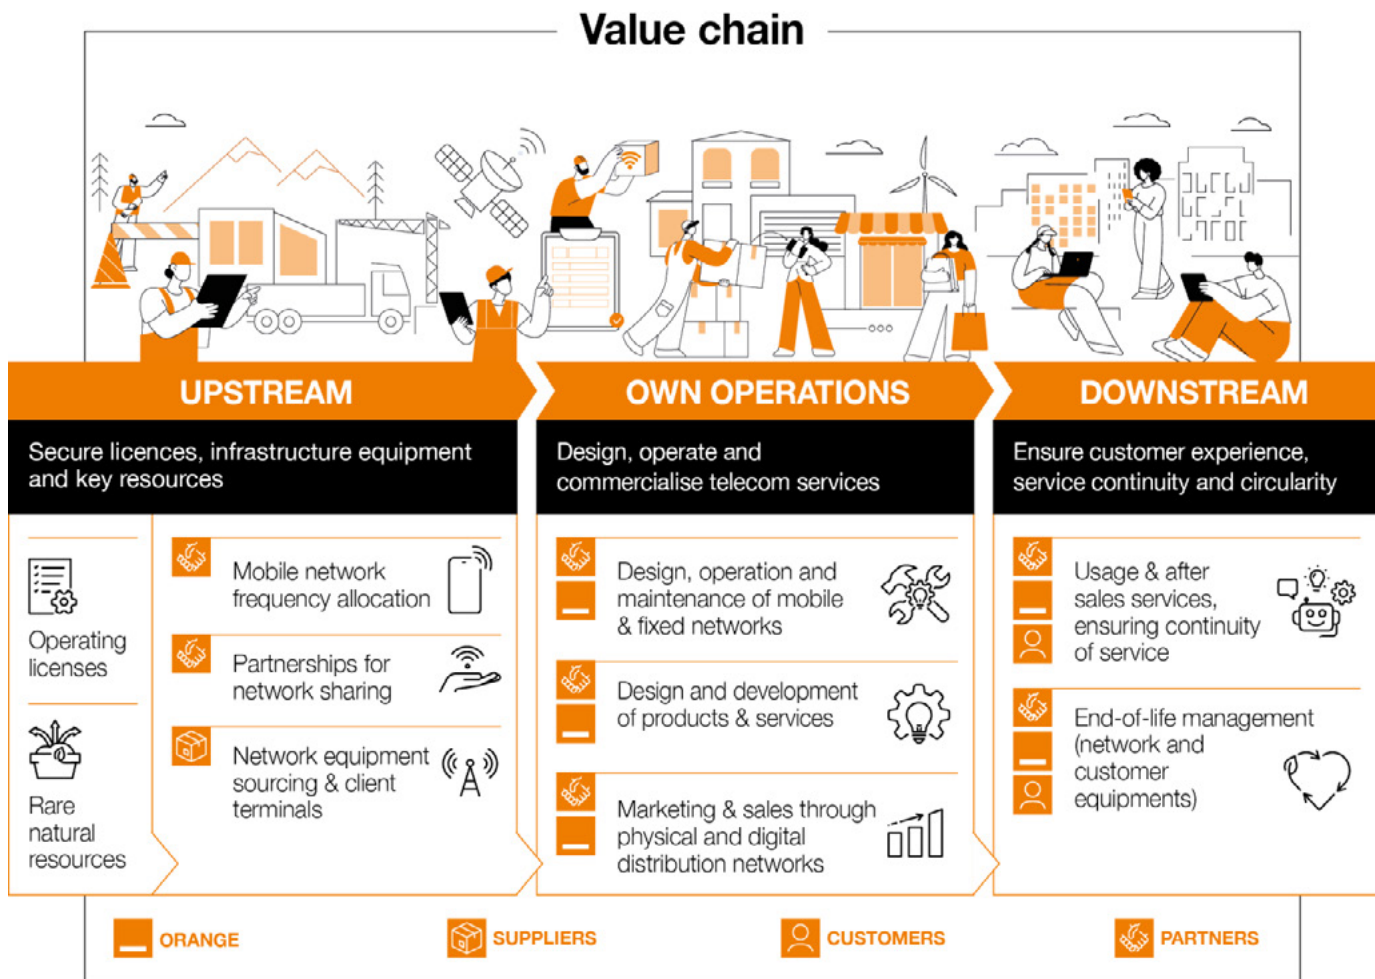 Value chain
UPSTREAM
Secure licences, infrastructure equipment
and key resources
Operating
licenses
Rare
natural
resources
Mobile network
frequency allocation
Partnerships for
network sharing
Network equipment
sourcing & client
terminals
OWN OPERATIONS
Design, operate and
commercialise telecom services
Design, operation and
maintenance of mobile
& fixed networks
Design and development
of products & services
Marketing & sales through
physical and digital
distribution networks
DOWNSTREAM
Ensure customer experience,
service continuity and circularity
Usage & after
sales services,
ensuring continuity
of service
End-of-life management
(network and
customer
equipments)
ORANGE
SUPPLIERS
CUSTOMERS
PARTNERS